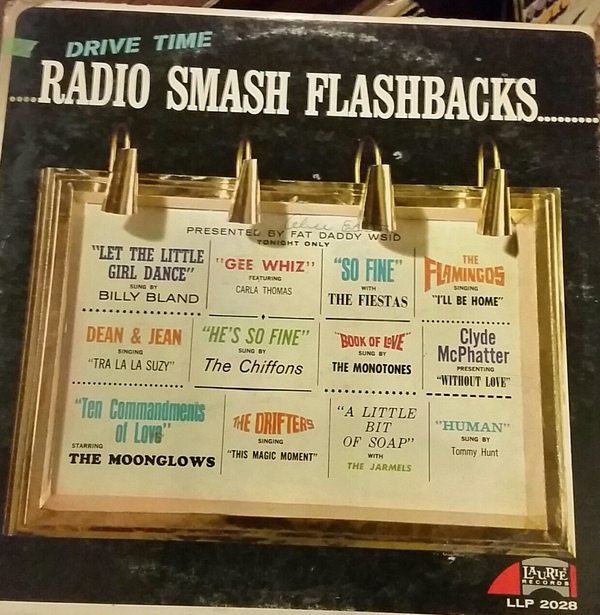 DRIVE TIME
....RADIO SMASH FLASHBACKS.........
PRESENTED BY FAT DADDY WSID
TONIGHT ONLY
"LET THE LITTLE
GIRL DANCE"
SUNG BY
BILLY BLAND
"GEE WHIZ"
FEATURING
CARLA THOMAS
"SO FINE"
WITH
THE FIESTAS
THE
FLAMINGOS
SINGING
"I'LL BE HOME"
DEAN & JEAN
SINGING
"TRA LA LA SUZY"
"HE'S SO FINE"
SUNG BY
The Chiffons
"BOOK OF LOVE"
SUNG BY
THE MONOTONES
Clyde
McPhatter
PRESENTING
"WITHOUT LOVE"
"Ten Commandments
of Love"
STARRING
THE MOONGLOWS
THE DRIFTERS
SINGING
"THIS MAGIC MOMENT"
"A LITTLE
BIT
OF SOAP"
WITH
THE JARMELS
"HUMAN"
SUNG BY
Tommy Hunt
LAURIE
RECORDS
LLP 2028